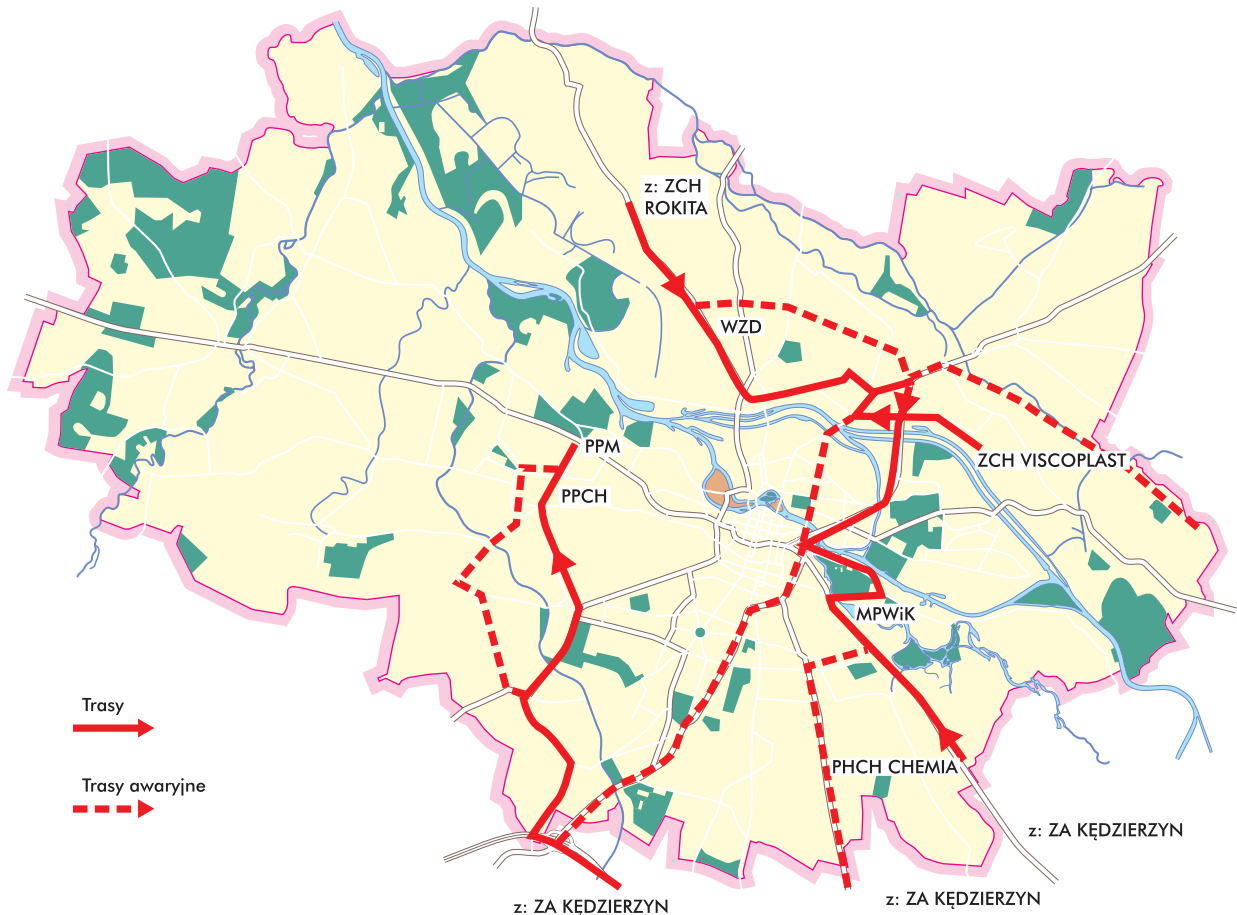 z: ZCH
ROKITA
WZD
PPM
ZCH VISCOPLAST
PPCH
MPWiK
Trasy
Trasy awaryjne
PHCH CHEMIA
z: ZA KĘDZIERZYN
z: ZA KĘDZIERZYN
z: ZA KĘDZIERZYN